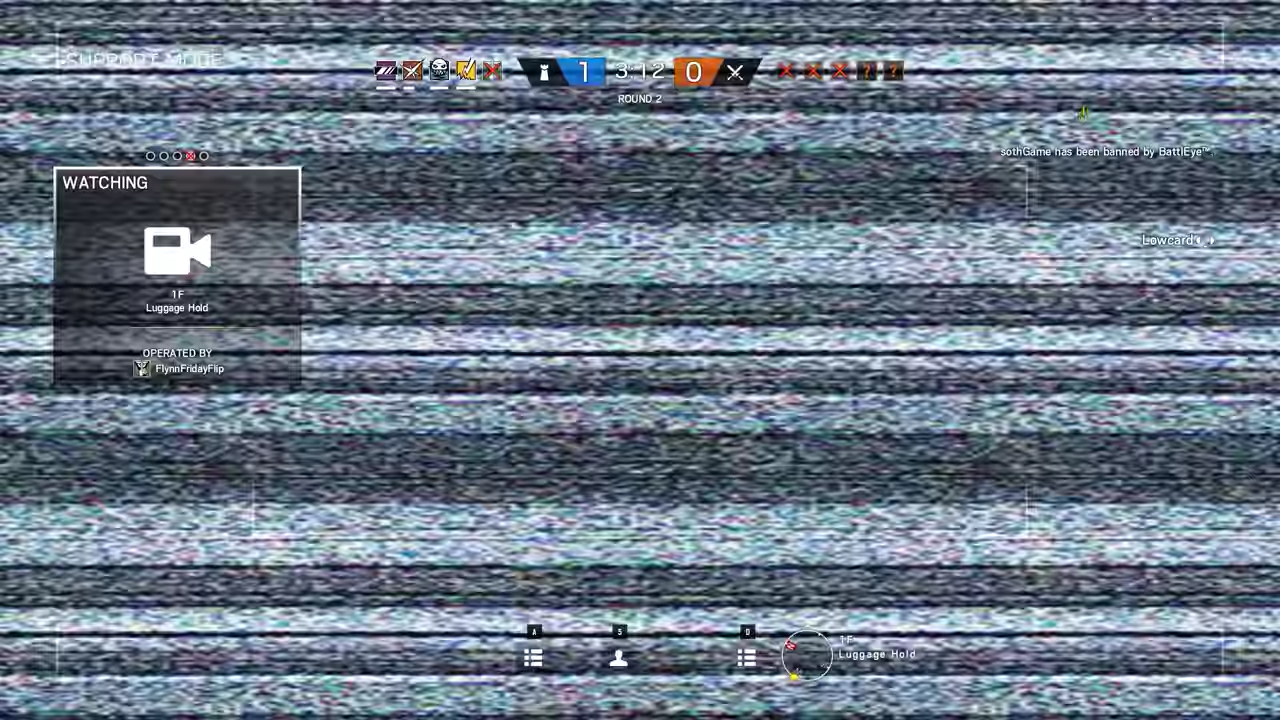 SUPPORT MODE
1 3:12 0
ROUND 2
? ?
sothGame has been banned by BattlEye™.
WATCHING
Lowcard
1F
Luggage Hold
OPERATED BY
FlynnFridayFlip
A S D
N
1F
Luggage Hold